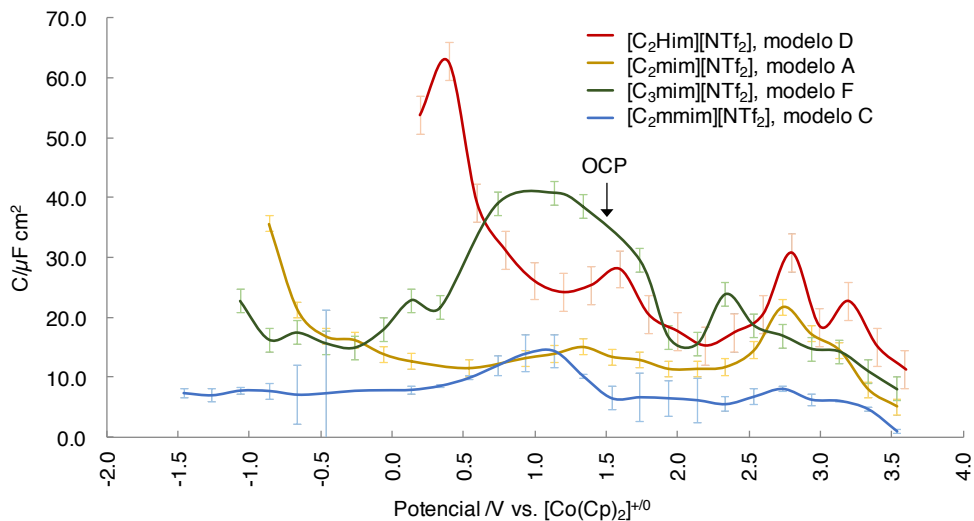 70.0
60.0
50.0
40.0
30.0
20.0
10.0
0.0
C/µF cm²
[C₂Him][NTf₂], modelo D
[C₂mim][NTf₂], modelo A
[C₃mim][NTf₂], modelo F
[C₂mmim][NTf₂], modelo C
OCP
-2.0 -1.5 -1.0 -0.5 0.0 0.5 1.0 1.5 2.0 2.5 3.0 3.5 4.0
Potencial /V vs. [Co(Cp)₂]⁺ᐟ⁰